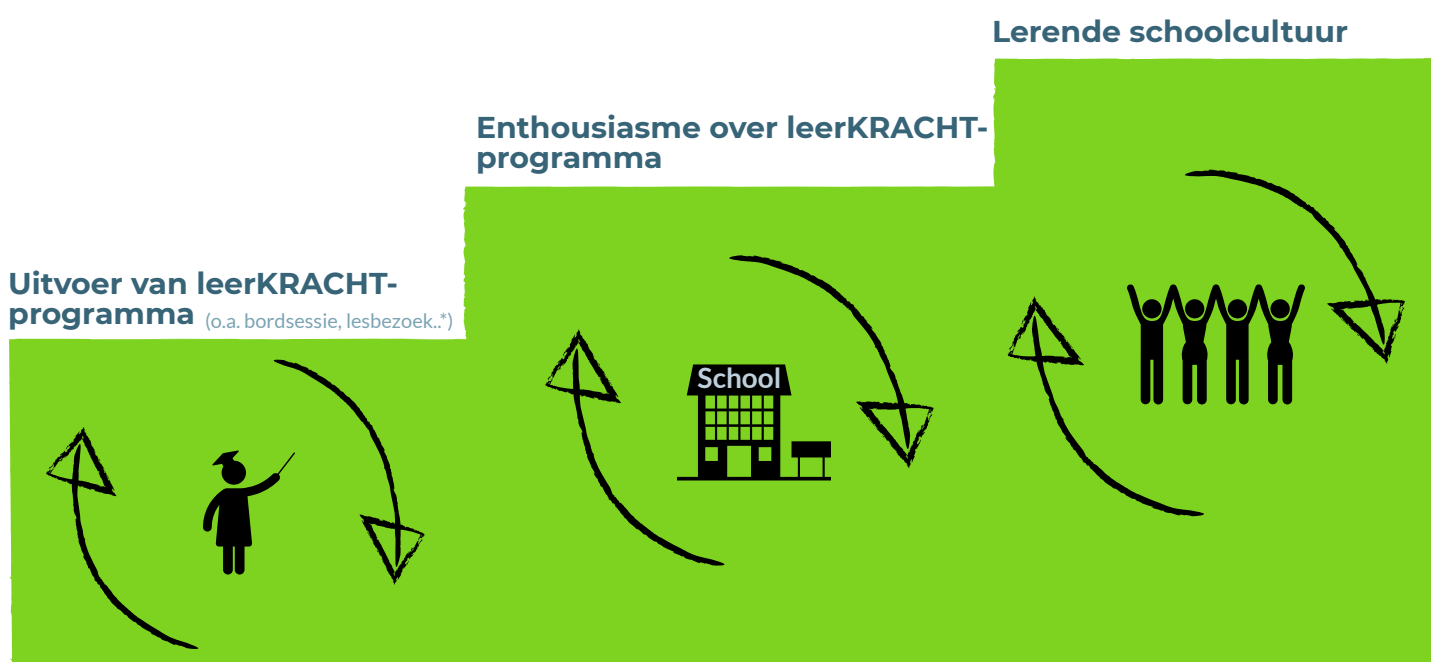 Lerende schoolcultuur
Enthousiasme over leerKRACHT-
programma
Uitvoer van leerKRACHT-
programma (o.a. bordsessie, lesbezoek..*)
School